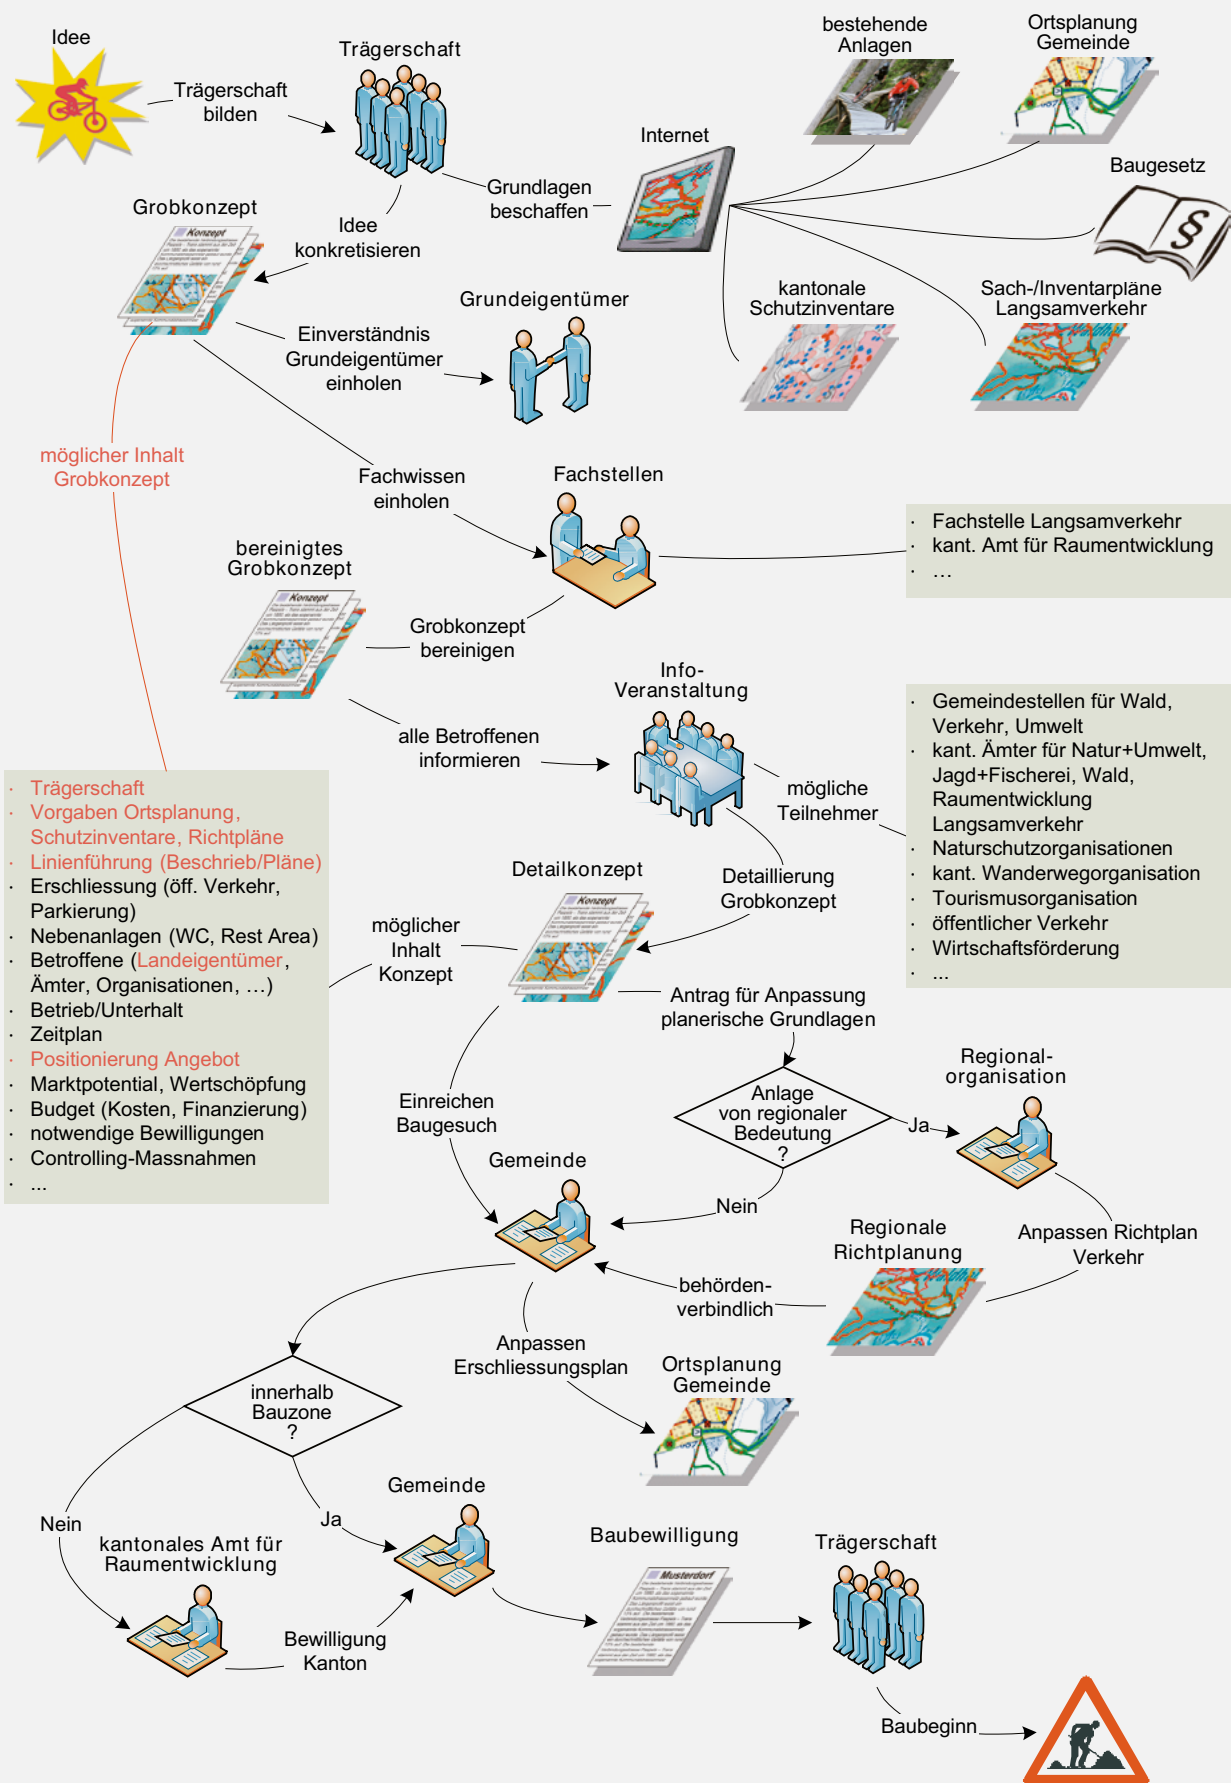 Idee
Trägerschaft
bilden
Trägerschaft
bestehende
Anlagen
Ortsplanung
Gemeinde
Internet
Baugesetz
§
Grundlagen
beschaffen
Idee
konkretisieren
Grobkonzept
Konzept
kantonale
Schutzinventare
Sach-/Inventarpläne
Langsamverkehr
Grundeigentümer
Einverständnis
Grundeigentümer
einholen
möglicher Inhalt
Grobkonzept
Fachwissen
einholen
Fachstellen
· Fachstelle Langsamverkehr
· kant. Amt für Raumentwicklung
· …
bereinigtes
Grobkonzept
Konzept
Grobkonzept
bereinigen
Info-
Veranstaltung
alle Betroffenen
informieren
mögliche
Teilnehmer
· Gemeindestellen für Wald,
Verkehr, Umwelt
· kant. Ämter für Natur+Umwelt,
Jagd+Fischerei, Wald,
Raumentwicklung
Langsamverkehr
· Naturschutzorganisationen
· kant. Wanderwegorganisation
· Tourismusorganisation
· öffentlicher Verkehr
· Wirtschaftsförderung
· ...
· Trägerschaft
· Vorgaben Ortsplanung,
Schutzinventare, Richtpläne
· Linienführung (Beschrieb/Pläne)
· Erschliessung (öff. Verkehr,
Parkierung)
· Nebenanlagen (WC, Rest Area)
· Betroffene (Landeigentümer,
Ämter, Organisationen, …)
· Betrieb/Unterhalt
· Zeitplan
· Positionierung Angebot
· Marktpotential, Wertschöpfung
· Budget (Kosten, Finanzierung)
· notwendige Bewilligungen
· Controlling-Massnahmen
· ...
Detailkonzept
Konzept
Detaillierung
Grobkonzept
möglicher
Inhalt
Konzept
Antrag für Anpassung
planerische Grundlagen
Anlage
von regionaler
Bedeutung
?
Ja
Regional-
organisation
Einreichen
Baugesuch
Gemeinde
Nein
Regionale
Richtplanung
Anpassen Richtplan
Verkehr
behörden-
verbindlich
Anpassen
Erschliessungsplan
Ortsplanung
Gemeinde
innerhalb
Bauzone
?
Nein
Ja
Gemeinde
kantonales Amt für
Raumentwicklung
Bewilligung
Kanton
Baubewilligung
Musterdorf
Trägerschaft
Baubeginn